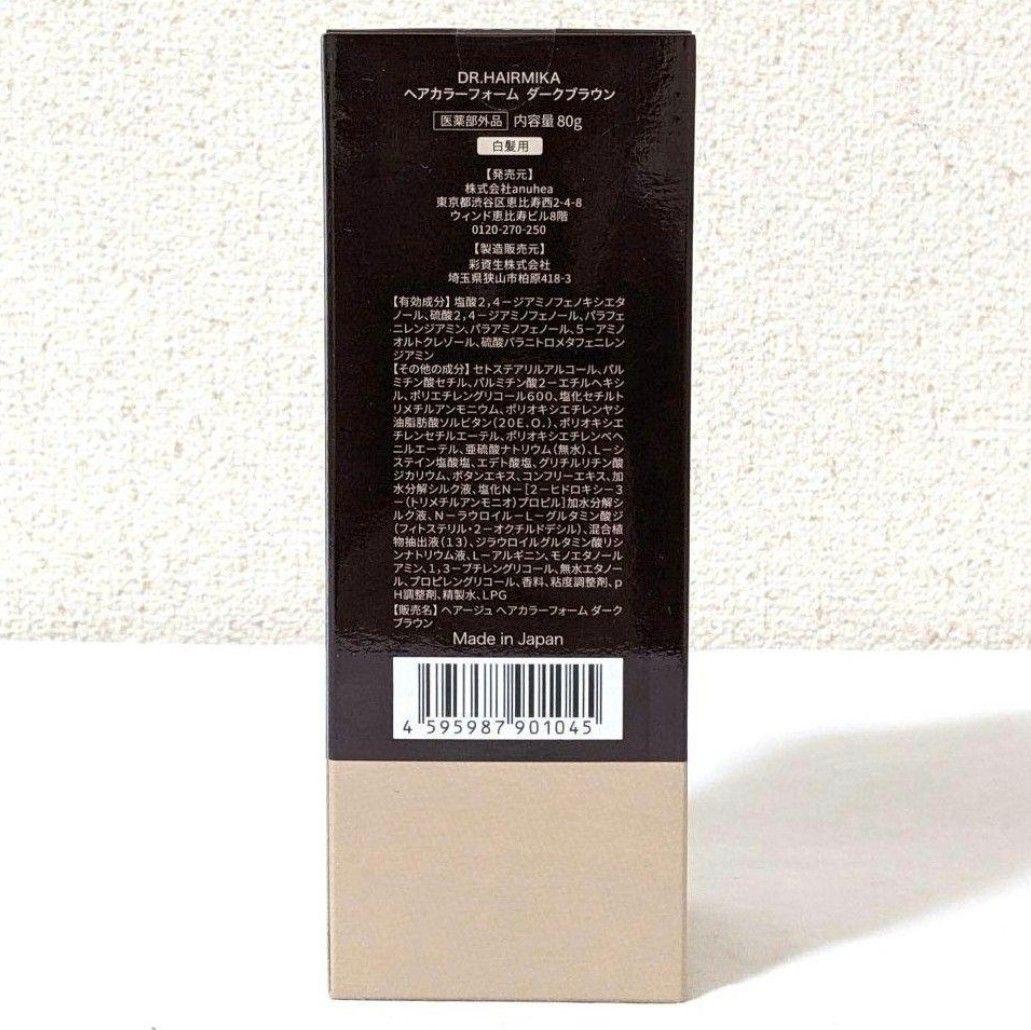 DR.HAIRMIKA
ヘアカラーフォーム ダークブラウン
医薬部外品 内容量 80g
白髪用
【発売元】
株式会社anuhea
東京都渋谷区恵比寿西2-4-8
ウィンド恵比寿ビル8階
0120-270-250
【製造販売元】
彩資生株式会社
埼玉県狭山市柏原418-3
【有効成分】塩酸2,4-ジアミノフェノキシエタ
ノール、硫酸2,4-ジアミノフェノール、パラフェ
ニレンジアミン、パラアミノフェノール、5-アミノ
オルトクレゾール、硫酸パラニトロメタフェニレン
ジアミン
【その他の成分】セトステアリルアルコール、パル
ミチン酸セチル、パルミチン酸2-エチルヘキシ
ル、ポリエチレングリコール600、塩化セチルト
リメチルアンモニウム、ポリオキシエチレンヤシ
油脂肪酸ソルビタン(20E.O.)、ポリオキシエ
チレンセチルエーテル、ポリオキシエチレンベヘ
ニルエーテル、亜硫酸ナトリウム(無水)、L-シ
ステイン塩酸塩、エデト酸塩、グリチルリチン酸
ジカリウム、ボタンエキス、コンフリーエキス、加
水分解シルク液、塩化N-[2-ヒドロキシ-3
-(トリメチルアンモニオ)プロピル]加水分解シ
ルク液、N-ラウロイル-L-グルタミン酸ジ
(フィトステリル・2-オクチルドデシル)、混合植
物抽出液(13)、ジラウロイルグルタミン酸リシ
ンナトリウム液、L-アルギニン、モノエタノール
アミン、1,3-ブチレングリコール、無水エタノー
ル、プロピレングリコール、香料、粘度調整剤、p
H調整剤、精製水、LPG
【販売名】ヘアージュ ヘアカラーフォーム ダーク
ブラウン
Made in Japan
4 595987 901045